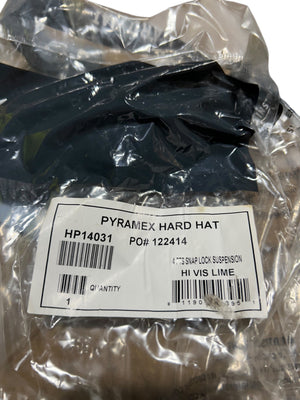 PYRAMEX HARD HAT
HP14031 PO# 122414
SNAP LOCK SUSPENSION
HI VIS LIME
QUANTITY
1